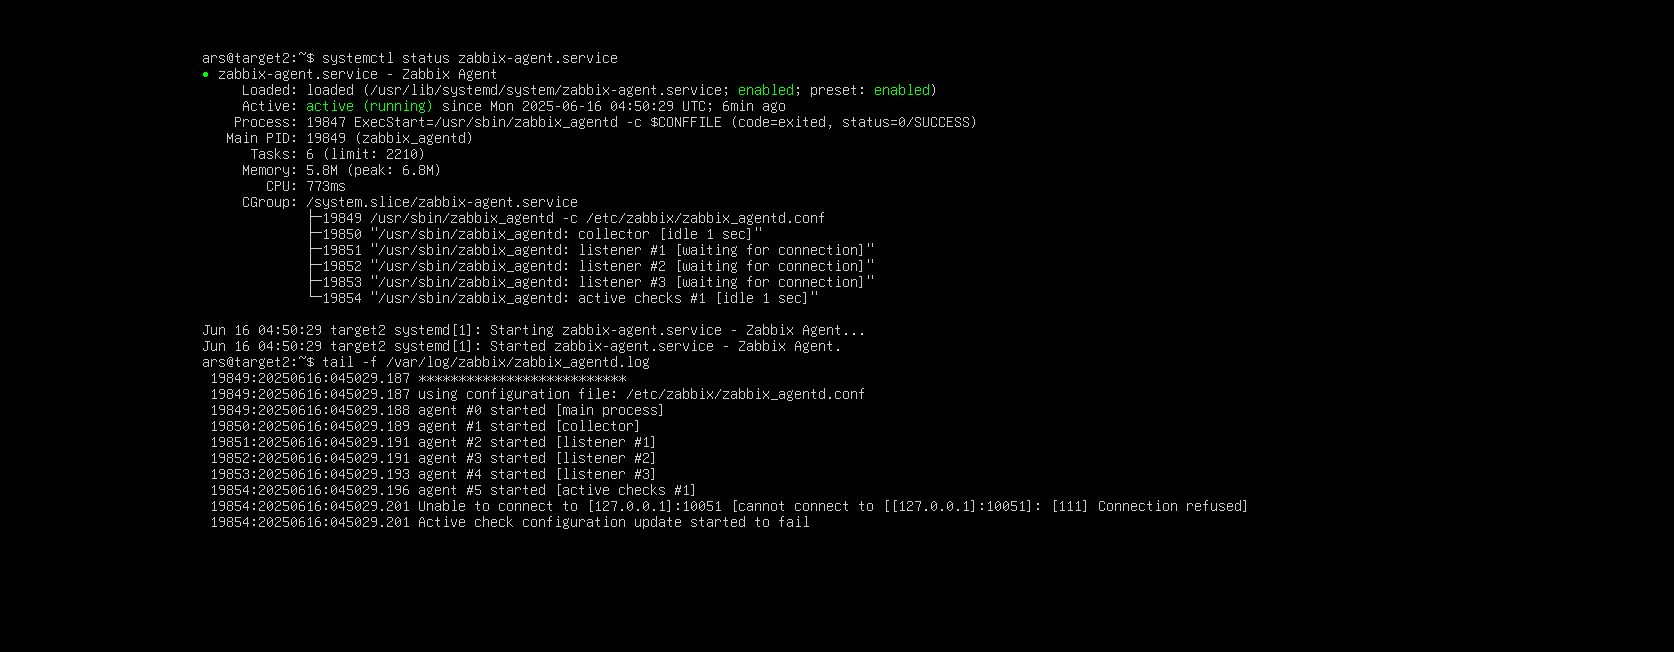 ars@target2:~$ systemctl status zabbix-agent.service
● zabbix-agent.service - Zabbix Agent
     Loaded: loaded (/usr/lib/systemd/system/zabbix-agent.service; enabled; preset: enabled)
     Active: active (running) since Mon 2025-06-16 04:50:29 UTC; 6min ago
    Process: 19847 ExecStart=/usr/sbin/zabbix_agentd -c $CONFFILE (code=exited, status=0/SUCCESS)
   Main PID: 19849 (zabbix_agentd)
      Tasks: 6 (limit: 2210)
     Memory: 5.8M (peak: 6.8M)
        CPU: 773ms
     CGroup: /system.slice/zabbix-agent.service
             ├─19849 /usr/sbin/zabbix_agentd -c /etc/zabbix/zabbix_agentd.conf
             ├─19850 "/usr/sbin/zabbix_agentd: collector [idle 1 sec]"
             ├─19851 "/usr/sbin/zabbix_agentd: listener #1 [waiting for connection]"
             ├─19852 "/usr/sbin/zabbix_agentd: listener #2 [waiting for connection]"
             ├─19853 "/usr/sbin/zabbix_agentd: listener #3 [waiting for connection]"
             └─19854 "/usr/sbin/zabbix_agentd: active checks #1 [idle 1 sec]"

Jun 16 04:50:29 target2 systemd[1]: Starting zabbix-agent.service - Zabbix Agent...
Jun 16 04:50:29 target2 systemd[1]: Started zabbix-agent.service - Zabbix Agent.
ars@target2:~$ tail -f /var/log/zabbix/zabbix_agentd.log
 19849:20250616:045029.187 **************************
 19849:20250616:045029.187 using configuration file: /etc/zabbix/zabbix_agentd.conf
 19849:20250616:045029.188 agent #0 started [main process]
 19850:20250616:045029.189 agent #1 started [collector]
 19851:20250616:045029.191 agent #2 started [listener #1]
 19852:20250616:045029.191 agent #3 started [listener #2]
 19853:20250616:045029.193 agent #4 started [listener #3]
 19854:20250616:045029.196 agent #5 started [active checks #1]
 19854:20250616:045029.201 Unable to connect to [127.0.0.1]:10051 [cannot connect to [[127.0.0.1]:10051]: [111] Connection refused]
 19854:20250616:045029.201 Active check configuration update started to fail